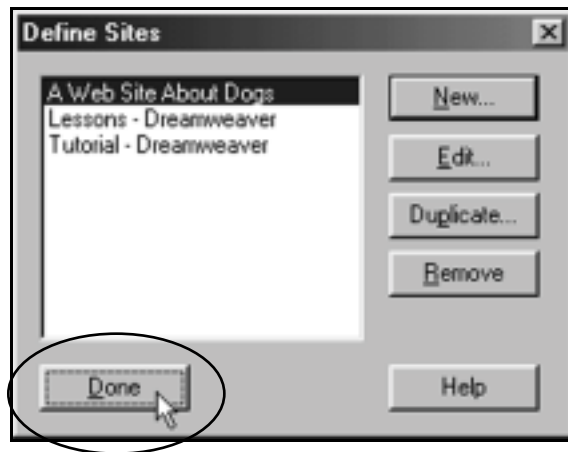 Define Sites
A Web Site About Dogs
Lessons - Dreamweaver
Tutorial - Dreamweaver
New...
Edit...
Duplicate...
Remove
Done
Help